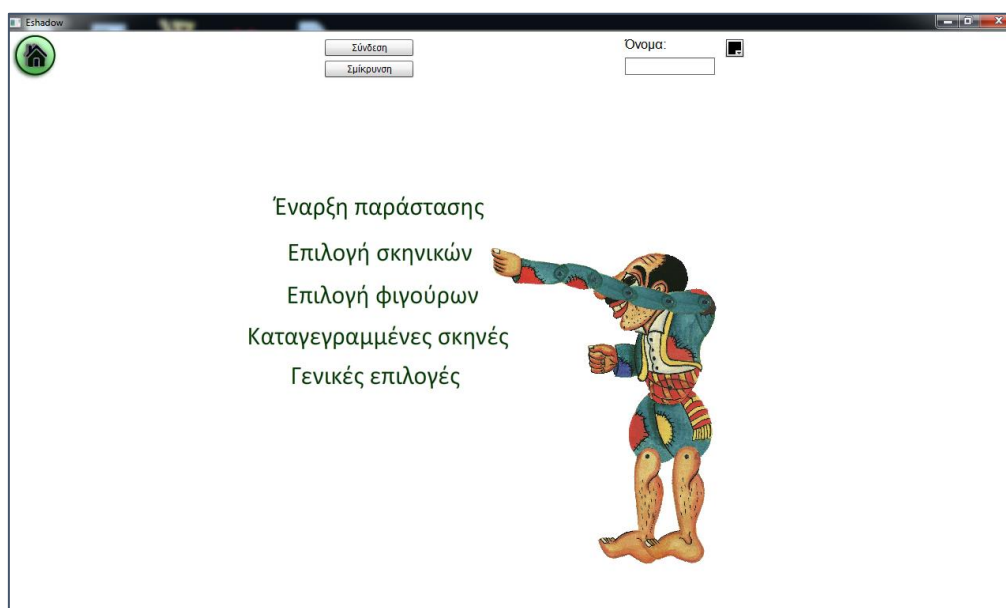 Eshadow
Σύνδεση
Σμίκρυνση
Όνομα:
Έναρξη παράστασης
Επιλογή σκηνικών
Επιλογή φιγούρων
Καταγεγραμμένες σκηνές
Γενικές επιλογές